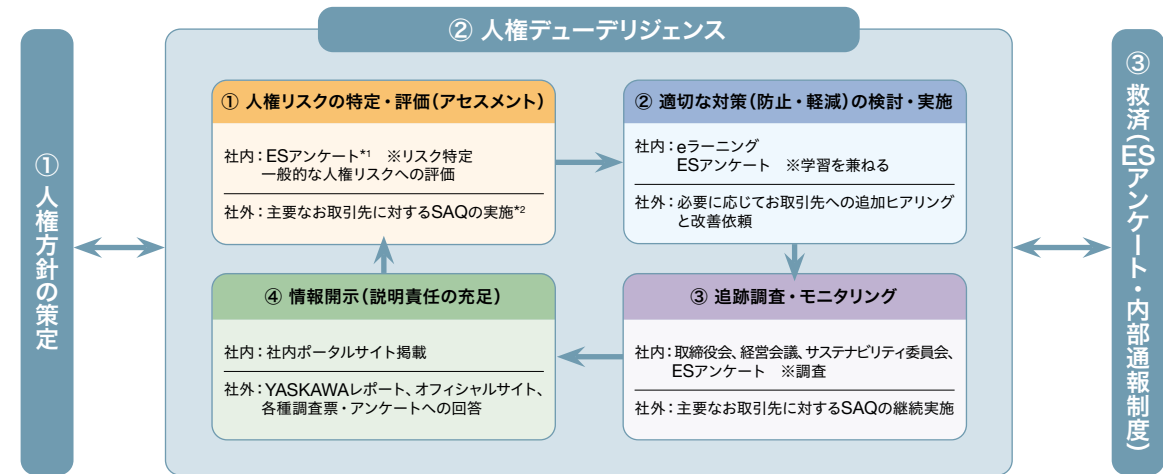 ② 人権デューデリジェンス
① 人権方針の策定
① 人権リスクの特定・評価(アセスメント)
社内:ESアンケート*1 ※リスク特定
一般的な人権リスクへの評価
社外:主要なお取引先に対するSAQの実施*2
② 適切な対策(防止・軽減)の検討・実施
社内:eラーニング
ESアンケート ※学習を兼ねる
社外:必要に応じてお取引先への追加ヒアリング
と改善依頼
③ 追跡調査・モニタリング
社内:取締役会、経営会議、サステナビリティ委員会、
ESアンケート ※調査
社外:主要なお取引先に対するSAQの継続実施
④ 情報開示(説明責任の充足)
社内:社内ポータルサイト掲載
社外:YASKAWAレポート、オフィシャルサイト、
各種調査票・アンケートへの回答
③ 救済(ESアンケート・内部通報制度)